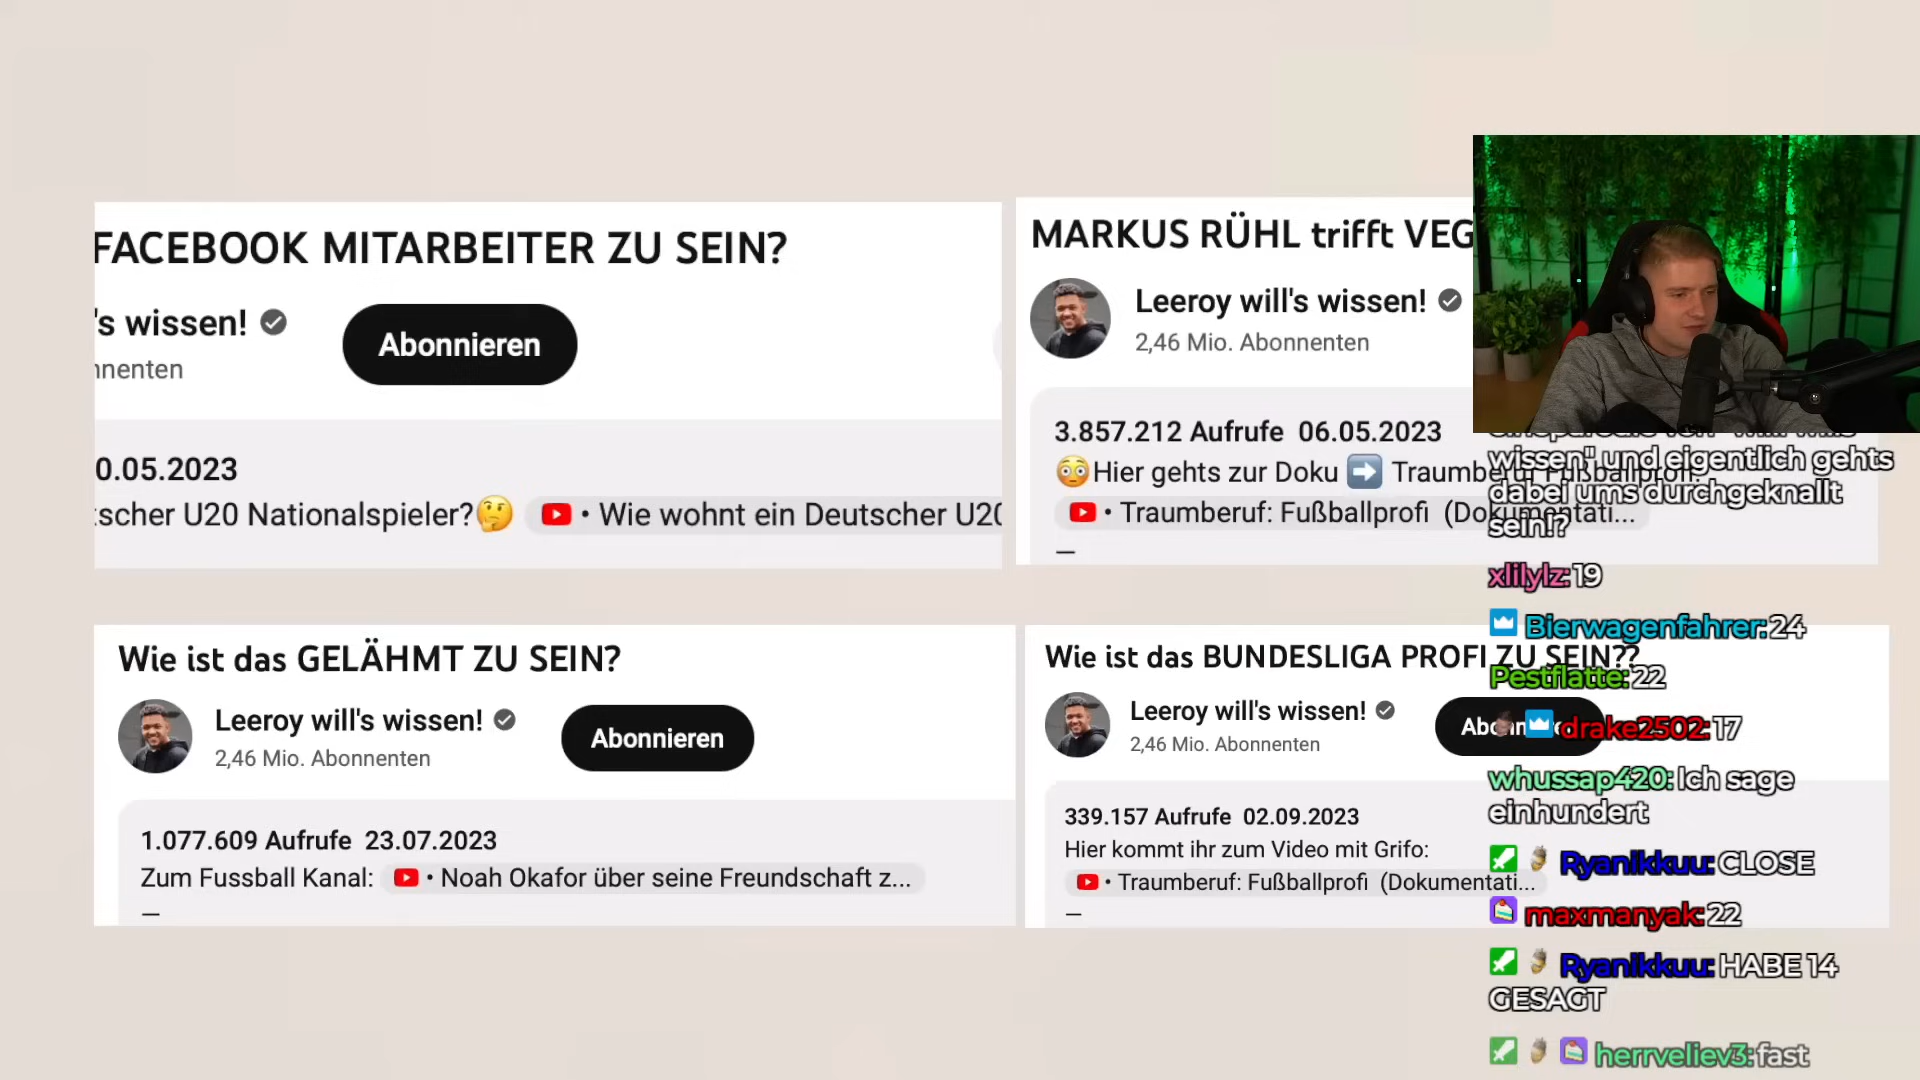 FACEBOOK MITARBEITER ZU SEIN?
's wissen!
Abonnieren
nnenten
0.05.2023
scher U20 Nationalspieler?🤔 • Wie wohnt ein Deutscher U20
MARKUS RÜHL trifft VEG
Leeroy will's wissen!
2,46 Mio. Abonnenten
3.857.212 Aufrufe 06.05.2023
😳Hier gehts zur Doku ➡️
• Traumberuf: Fußballprofi (Dokumentati...
—
Wie ist das GELÄHMT ZU SEIN?
Leeroy will's wissen!
2,46 Mio. Abonnenten
Abonnieren
1.077.609 Aufrufe 23.07.2023
Zum Fussball Kanal: • Noah Okafor über seine Freundschaft z...
—
Wie ist das BUNDESLIGA PROFI ZU SEIN??
Leeroy will's wissen!
2,46 Mio. Abonnenten
339.157 Aufrufe 02.09.2023
Hier kommt ihr zum Video mit Grifo:
• Traumberuf: Fußballprofi (Dokumentati...
—
wissen" und eigentlich gehts
dabei ums durchgeknallt
sein!?
xlilylz: 19
Bierwagenfahrer: 24
Pestflatte: 22
drake2502: 17
whussap420: Ich sage
einhundert
Ryanikkuu: CLOSE
maxmanyak: 22
Ryanikkuu: HABE 14
GESAGT
herrveliev3: fast